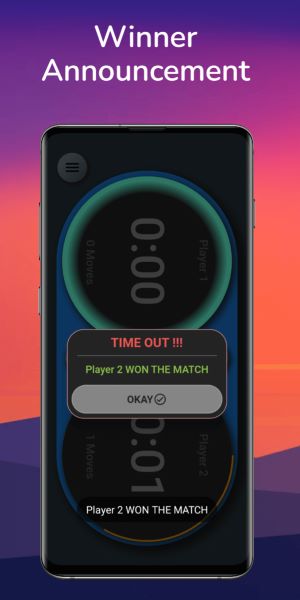 Winner
Announcement
0:00
0 Moves
Player 1
TIME OUT !!!
Player 2 WON THE MATCH
OKAY
1 Moves
0:01
Player 2
Player 2 WON THE MATCH